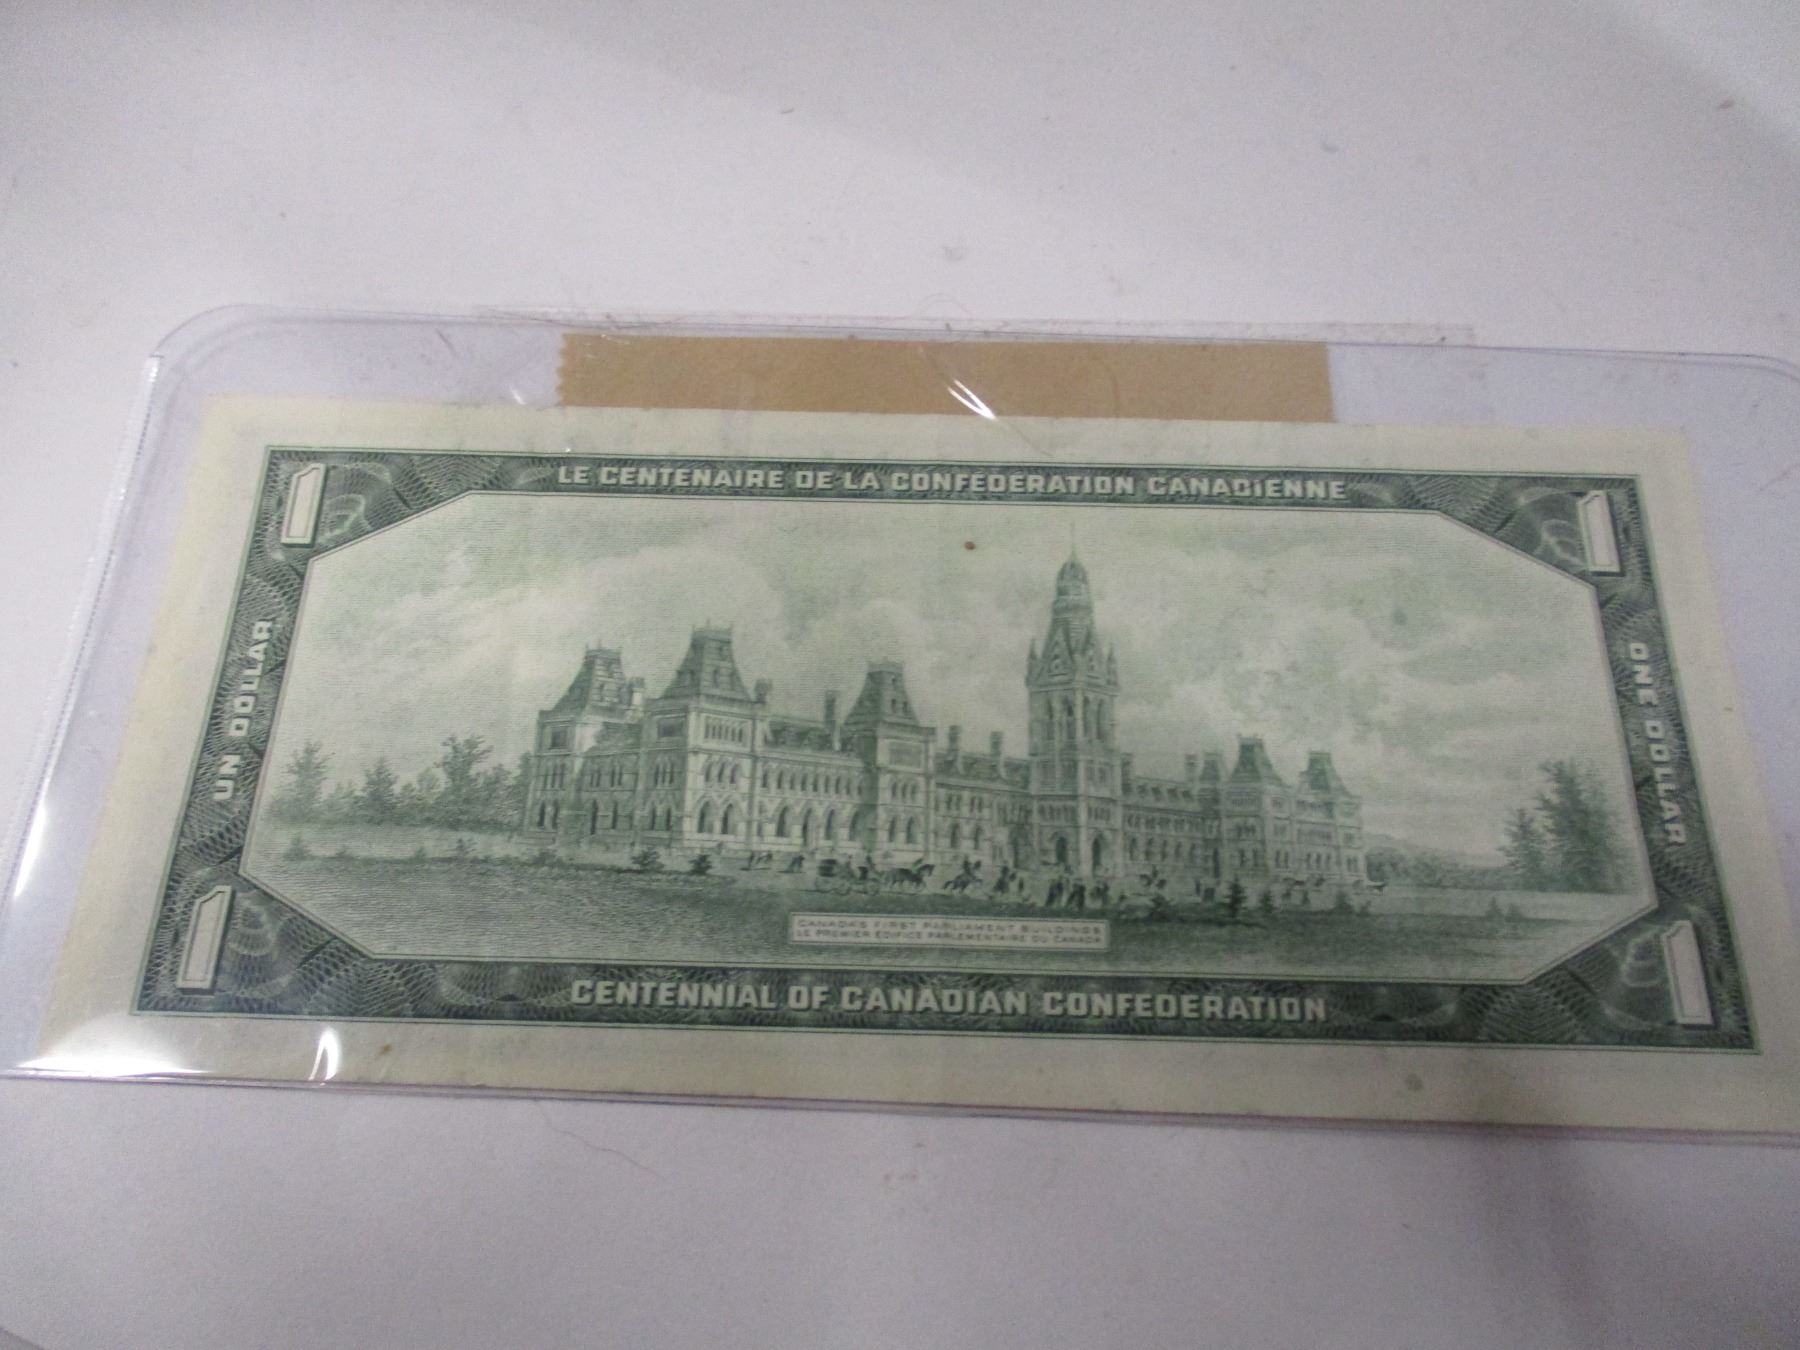 LE CENTENAIRE DE LA CONFÉDÉRATION CANADIENNE
1
1
UN DOLLAR
ONE DOLLAR
CANADA'S FIRST PARLIAMENT BUILDINGS
LE PREMIER ÉDIFICE PARLEMENTAIRE DU CANADA
1
1
CENTENNIAL OF CANADIAN CONFEDERATION